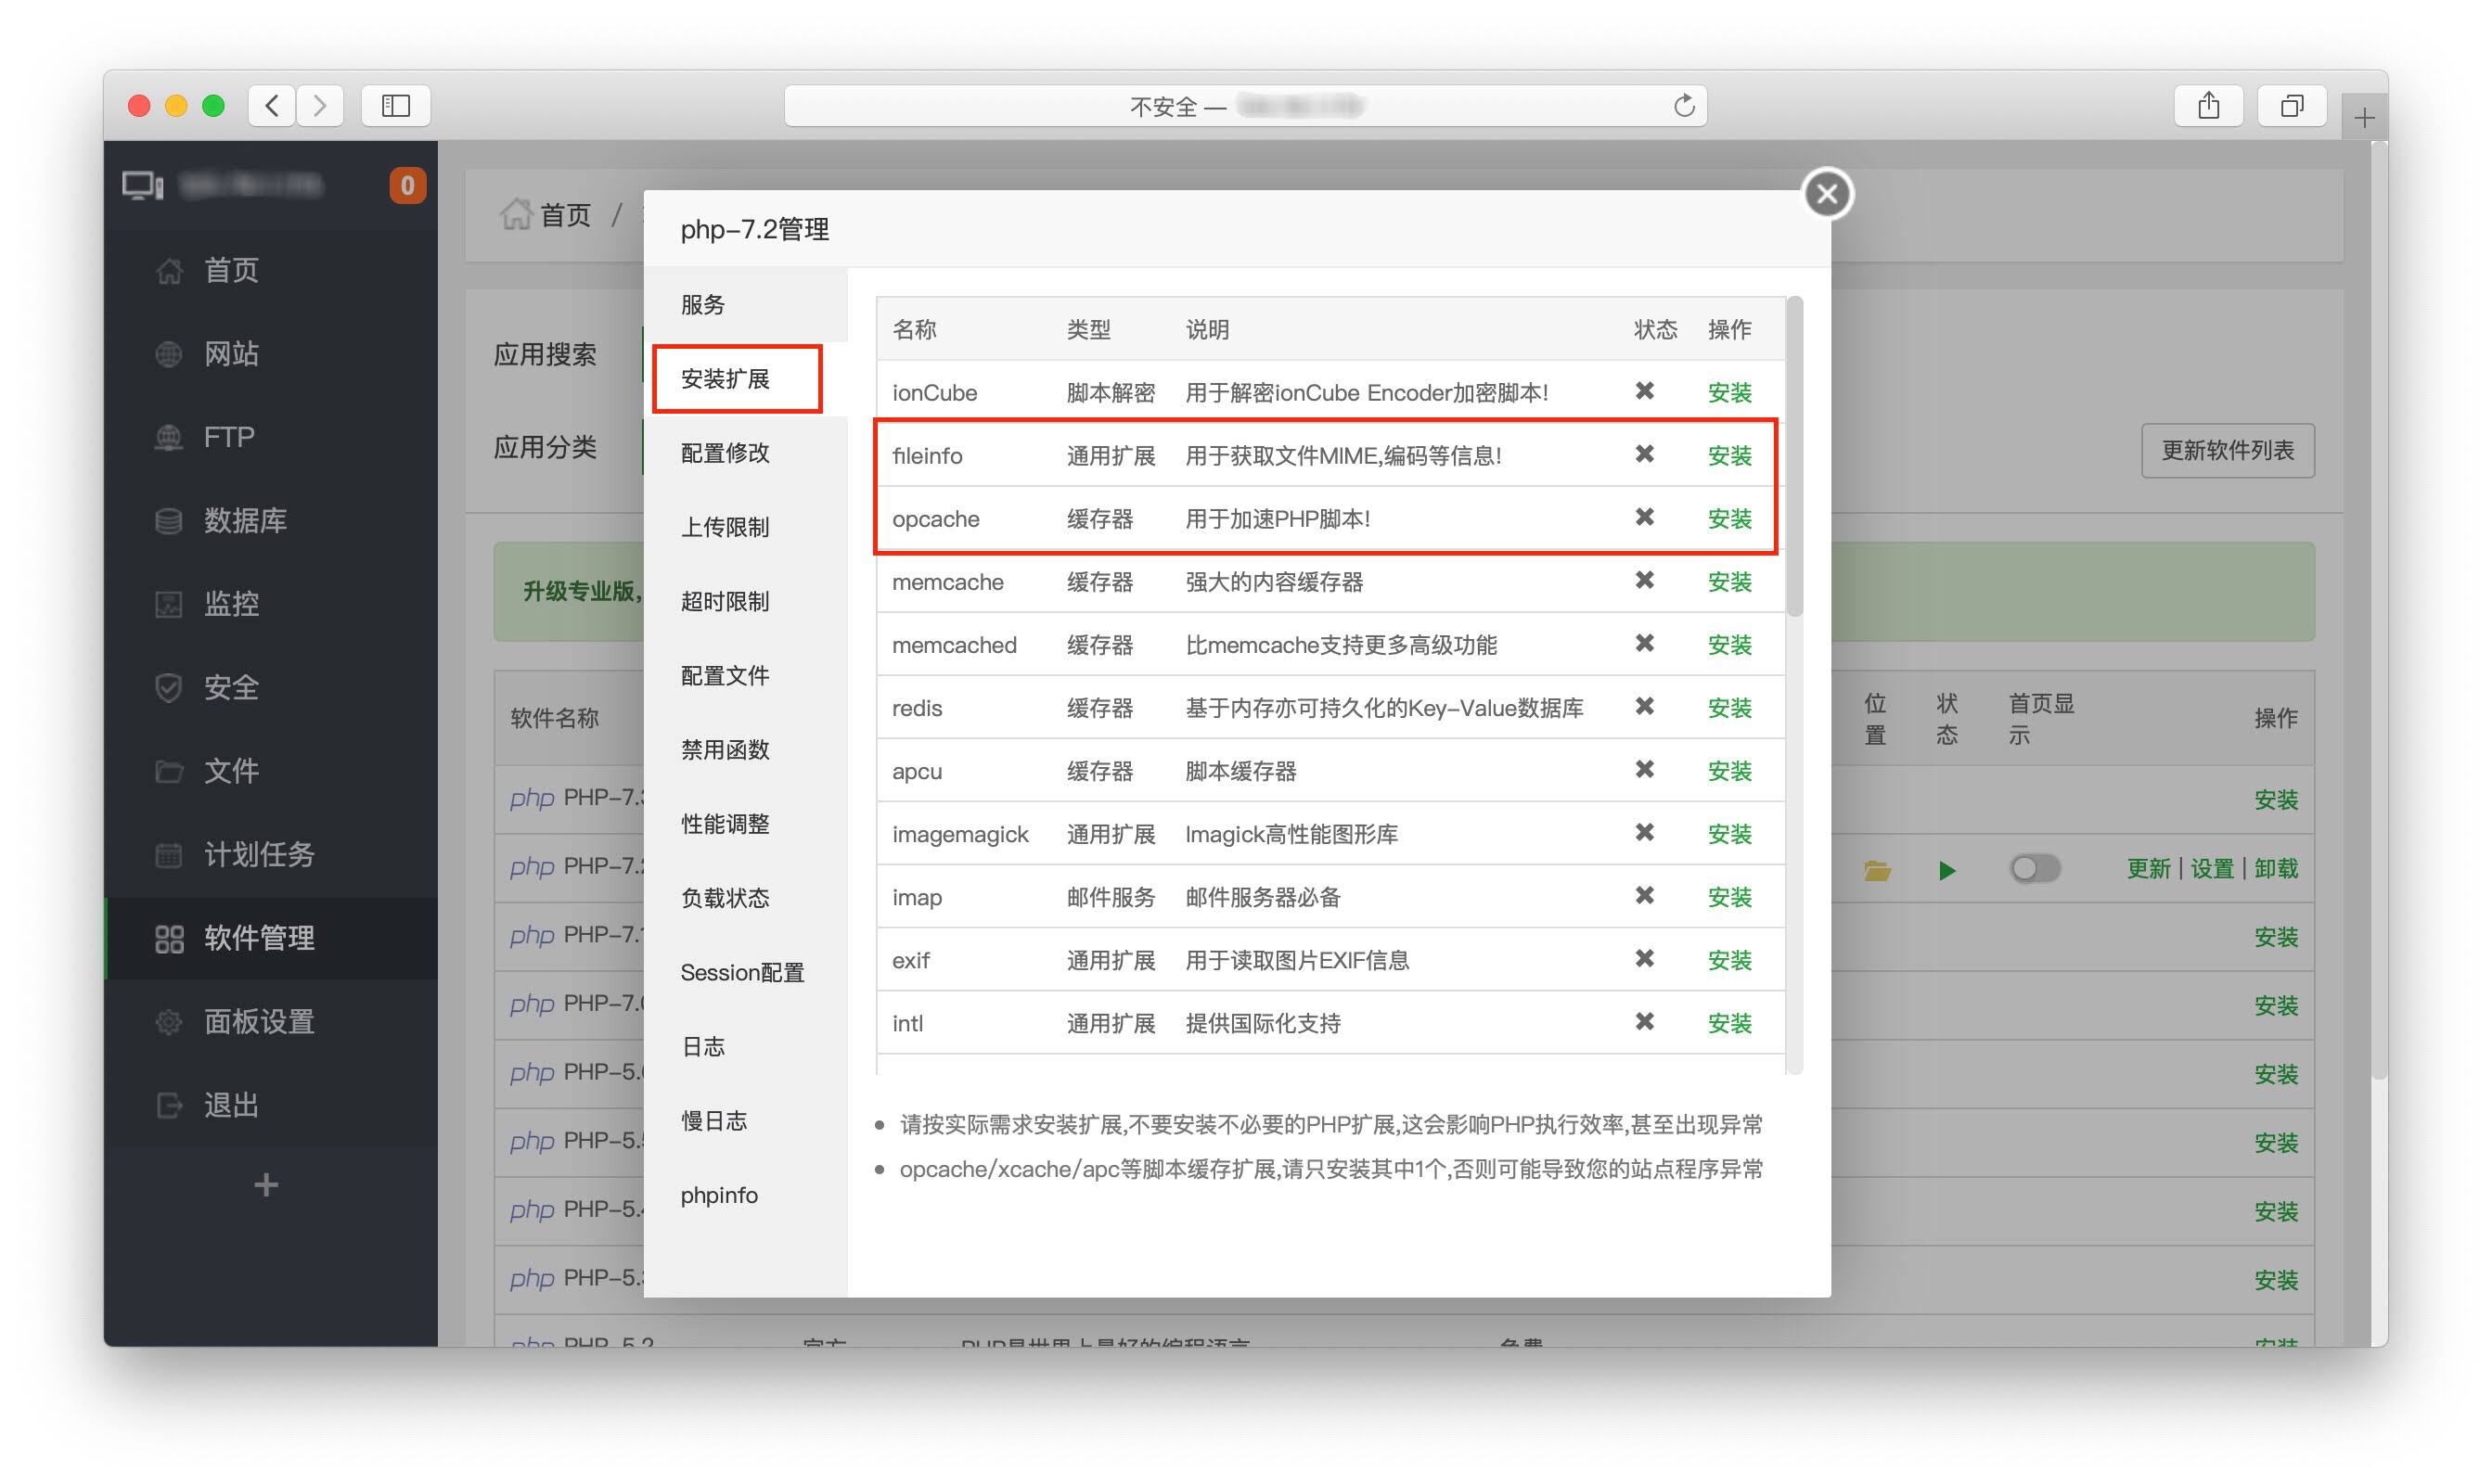 不安全 —
0
首页
网站
FTP
数据库
监控
安全
文件
计划任务
软件管理
面板设置
退出
首页 /
应用搜索
应用分类
更新软件列表
升级专业版,
软件名称 位置 状态 首页显示 操作
php PHP-7. 安装
php PHP-7. 更新 | 设置 | 卸载
php PHP-7. 安装
php PHP-7. 安装
php PHP-5. 安装
php PHP-5. 安装
php PHP-5. 安装
php PHP-5. 安装
php PHP-5.2 官方 PHP是世界上最好的编程语言 免费 安装
php-7.2管理
服务
安装扩展
配置修改
上传限制
超时限制
配置文件
禁用函数
性能调整
负载状态
Session配置
日志
慢日志
phpinfo
名称 类型 说明 状态 操作
ionCube 脚本解密 用于解密ionCube Encoder加密脚本! ✖ 安装
fileinfo 通用扩展 用于获取文件MIME,编码等信息! ✖ 安装
opcache 缓存器 用于加速PHP脚本! ✖ 安装
memcache 缓存器 强大的内容缓存器 ✖ 安装
memcached 缓存器 比memcache支持更多高级功能 ✖ 安装
redis 缓存器 基于内存亦可持久化的Key-Value数据库 ✖ 安装
apcu 缓存器 脚本缓存器 ✖ 安装
imagemagick 通用扩展 Imagick高性能图形库 ✖ 安装
imap 邮件服务 邮件服务器必备 ✖ 安装
exif 通用扩展 用于读取图片EXIF信息 ✖ 安装
intl 通用扩展 提供国际化支持 ✖ 安装
• 请按实际需求安装扩展,不要安装不必要的PHP扩展,这会影响PHP执行效率,甚至出现异常
• opcache/xcache/apc等脚本缓存扩展,请只安装其中1个,否则可能导致您的站点程序异常